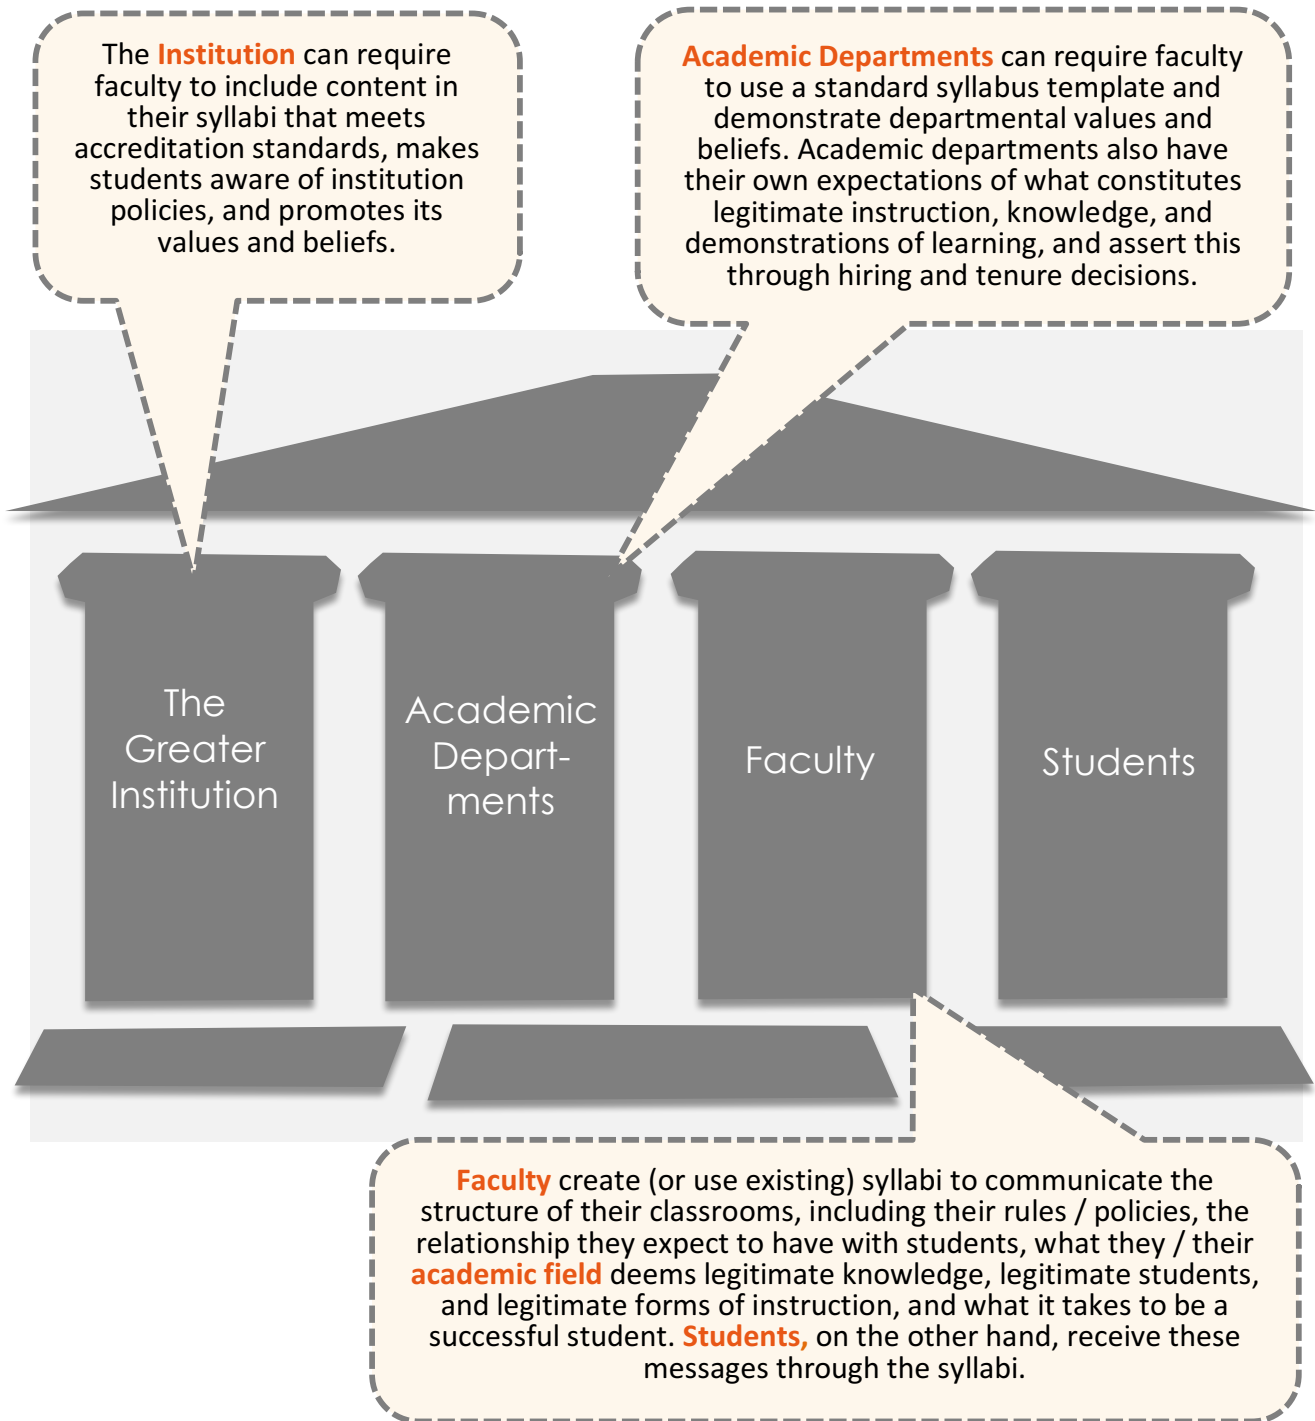 The Institution can require
faculty to include content in
their syllabi that meets
accreditation standards, makes
students aware of institution
policies, and promotes its
values and beliefs.
Academic Departments can require faculty
to use a standard syllabus template and
demonstrate departmental values and
beliefs. Academic departments also have
their own expectations of what constitutes
legitimate instruction, knowledge, and
demonstrations of learning, and assert this
through hiring and tenure decisions.
The
Greater
Institution
Academic
Depart-
ments
Faculty
Students
Faculty create (or use existing) syllabi to communicate the
structure of their classrooms, including their rules / policies, the
relationship they expect to have with students, what they / their
academic field deems legitimate knowledge, legitimate students,
and legitimate forms of instruction, and what it takes to be a
successful student. Students, on the other hand, receive these
messages through the syllabi.